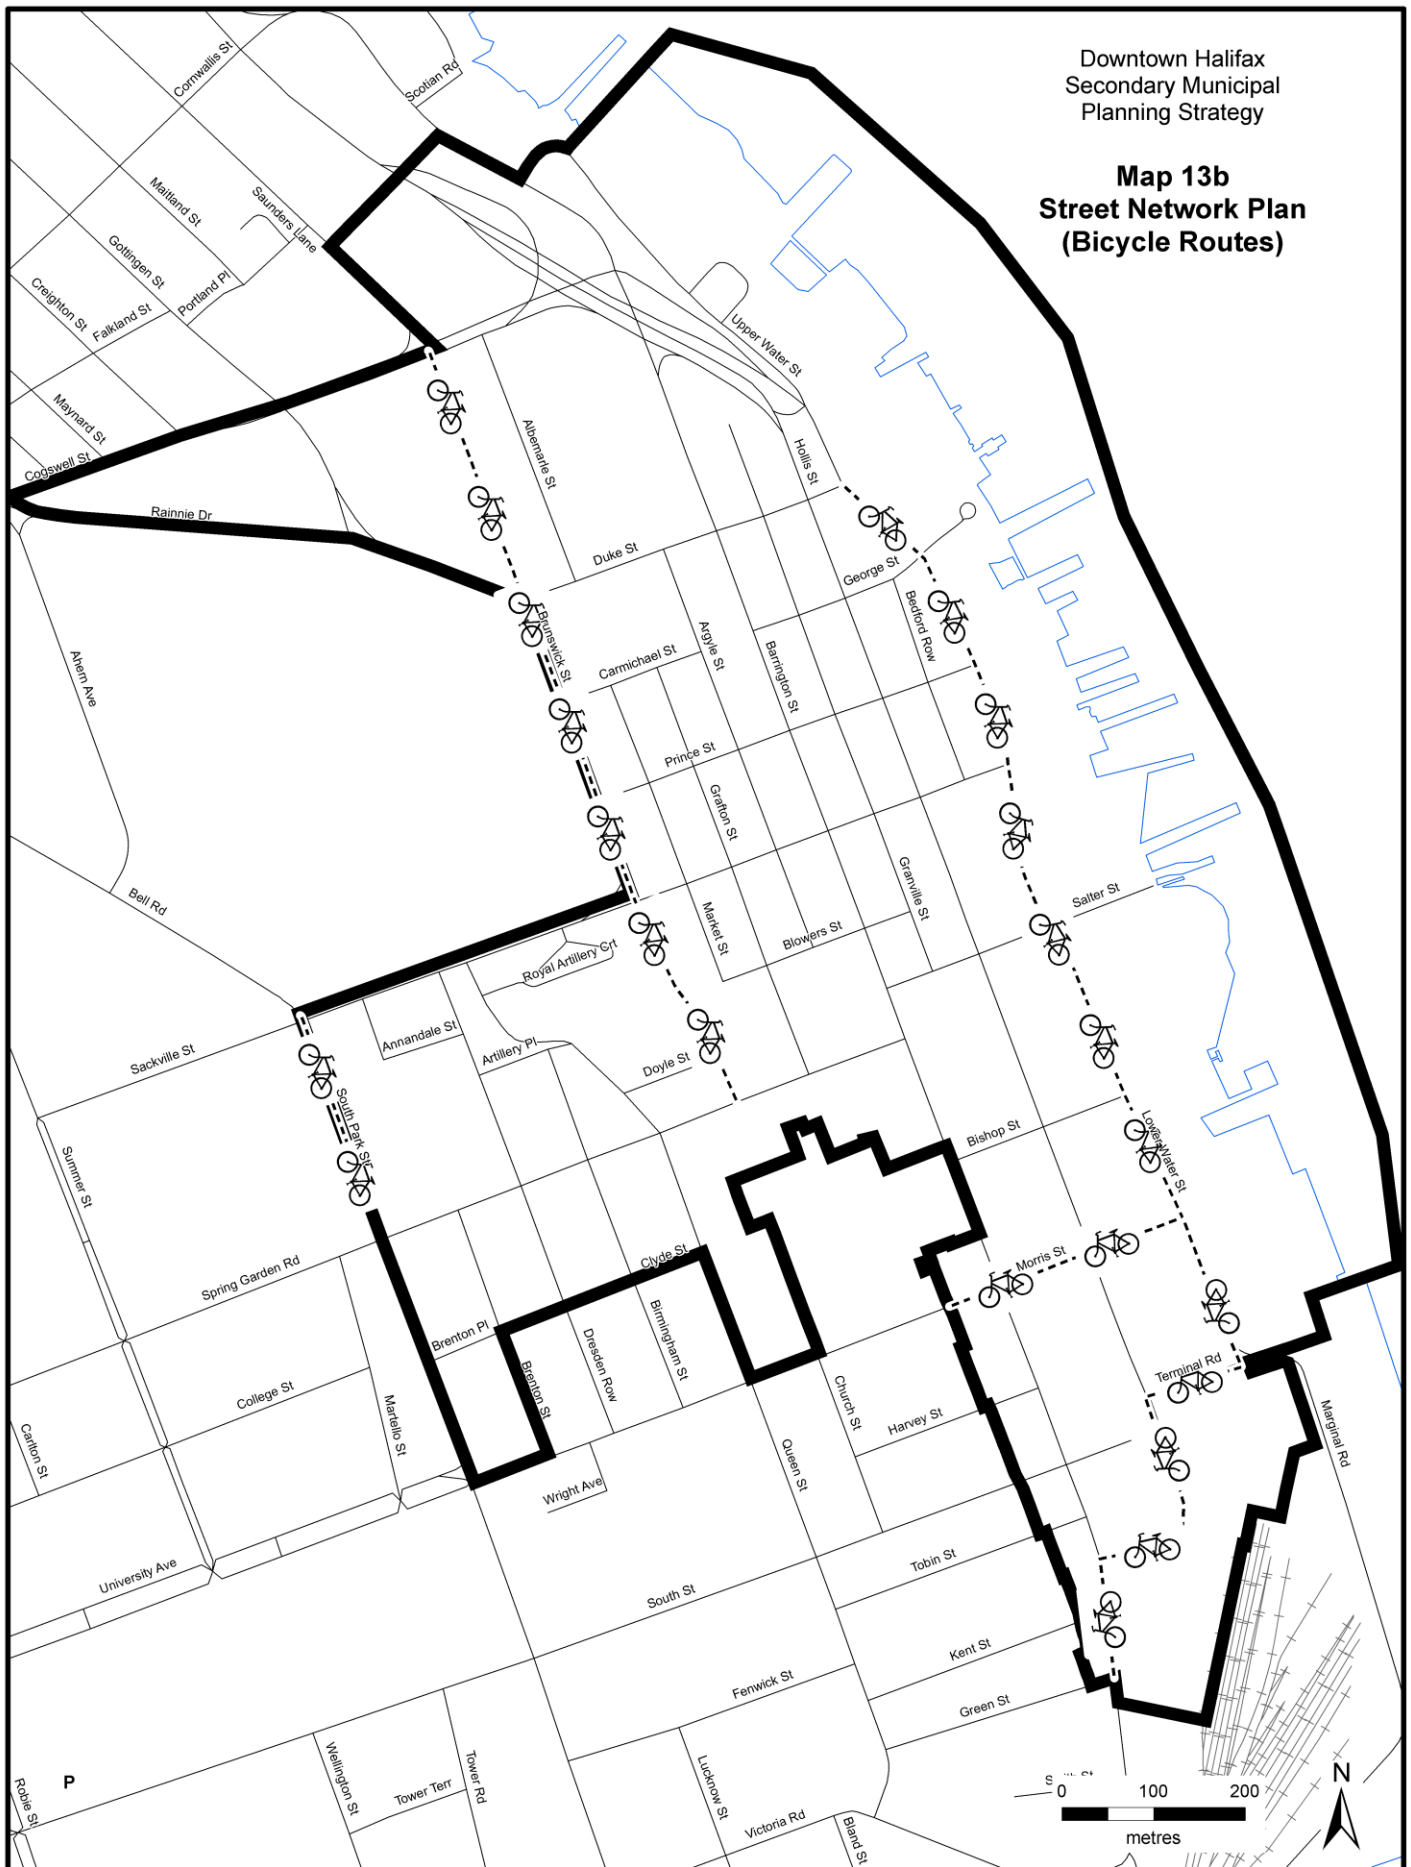 Downtown Halifax
Secondary Municipal
Planning Strategy
Map 13b
Street Network Plan
(Bicycle Routes)
Cornwallis St
Scotian Rd
Maitland St
Saunders Lane
Gottingen St
Portland Pl
Creighton St
Falkland St
Upper Water St
Maynard St
Albemarle St
Hollis St
Cogswell St
Rainnie Dr
Duke St
George St
Brunswick St
Bedford Row
Ahern Ave
Carmichael St
Argyle St
Barrington St
Prince St
Grafton St
Bell Rd
Granville St
Salter St
Market St
Blowers St
Royal Artillery Crt
Annandale St
Artillery Pl
Sackville St
Doyle St
South Park St
Bishop St
Lower Water St
Summer St
Morris St
Clyde St
Spring Garden Rd
Brenton Pl
Birmingham St
Dresden Row
Terminal Rd
Brenton St
College St
Martello St
Church St
Harvey St
Marginal Rd
Carlton St
Queen St
Wright Ave
University Ave
Tobin St
South St
Kent St
Fenwick St
Green St
Wellington St
Tower Rd
Tower Terr
Lucknow St
Victoria Rd
Bland St
Robie St
P
0 100 200
metres
N